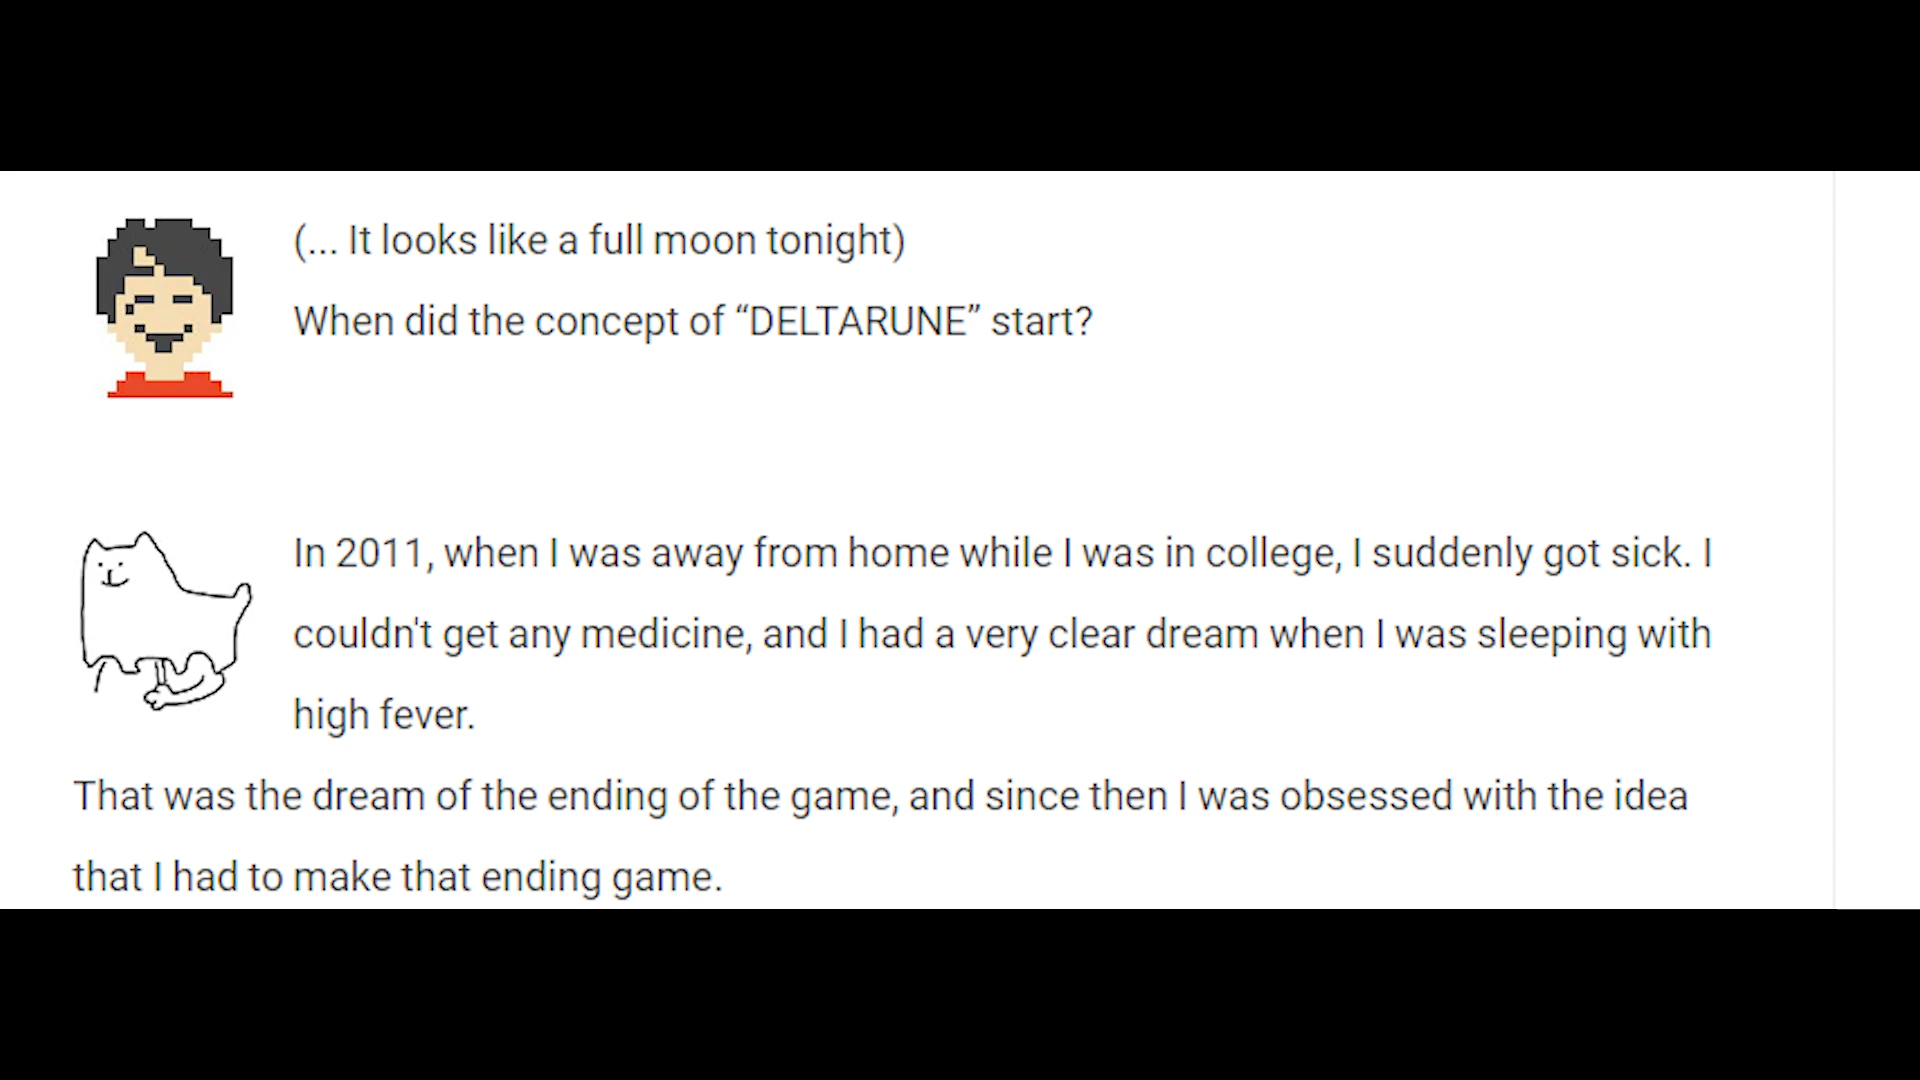 (... It looks like a full moon tonight)
When did the concept of “DELTARUNE” start?
In 2011, when I was away from home while I was in college, I suddenly got sick. I
couldn't get any medicine, and I had a very clear dream when I was sleeping with
high fever.
That was the dream of the ending of the game, and since then I was obsessed with the idea
that I had to make that ending game.